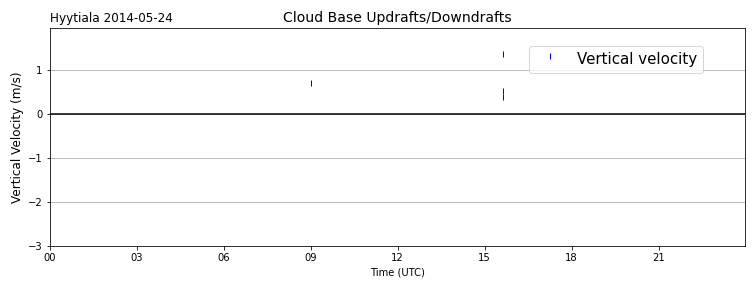 Hyytiala 2014-05-24
Cloud Base Updrafts/Downdrafts
Vertical velocity
Vertical Velocity (m/s)
1
0
−1
−2
−3
00 03 06 09 12 15 18 21
Time (UTC)